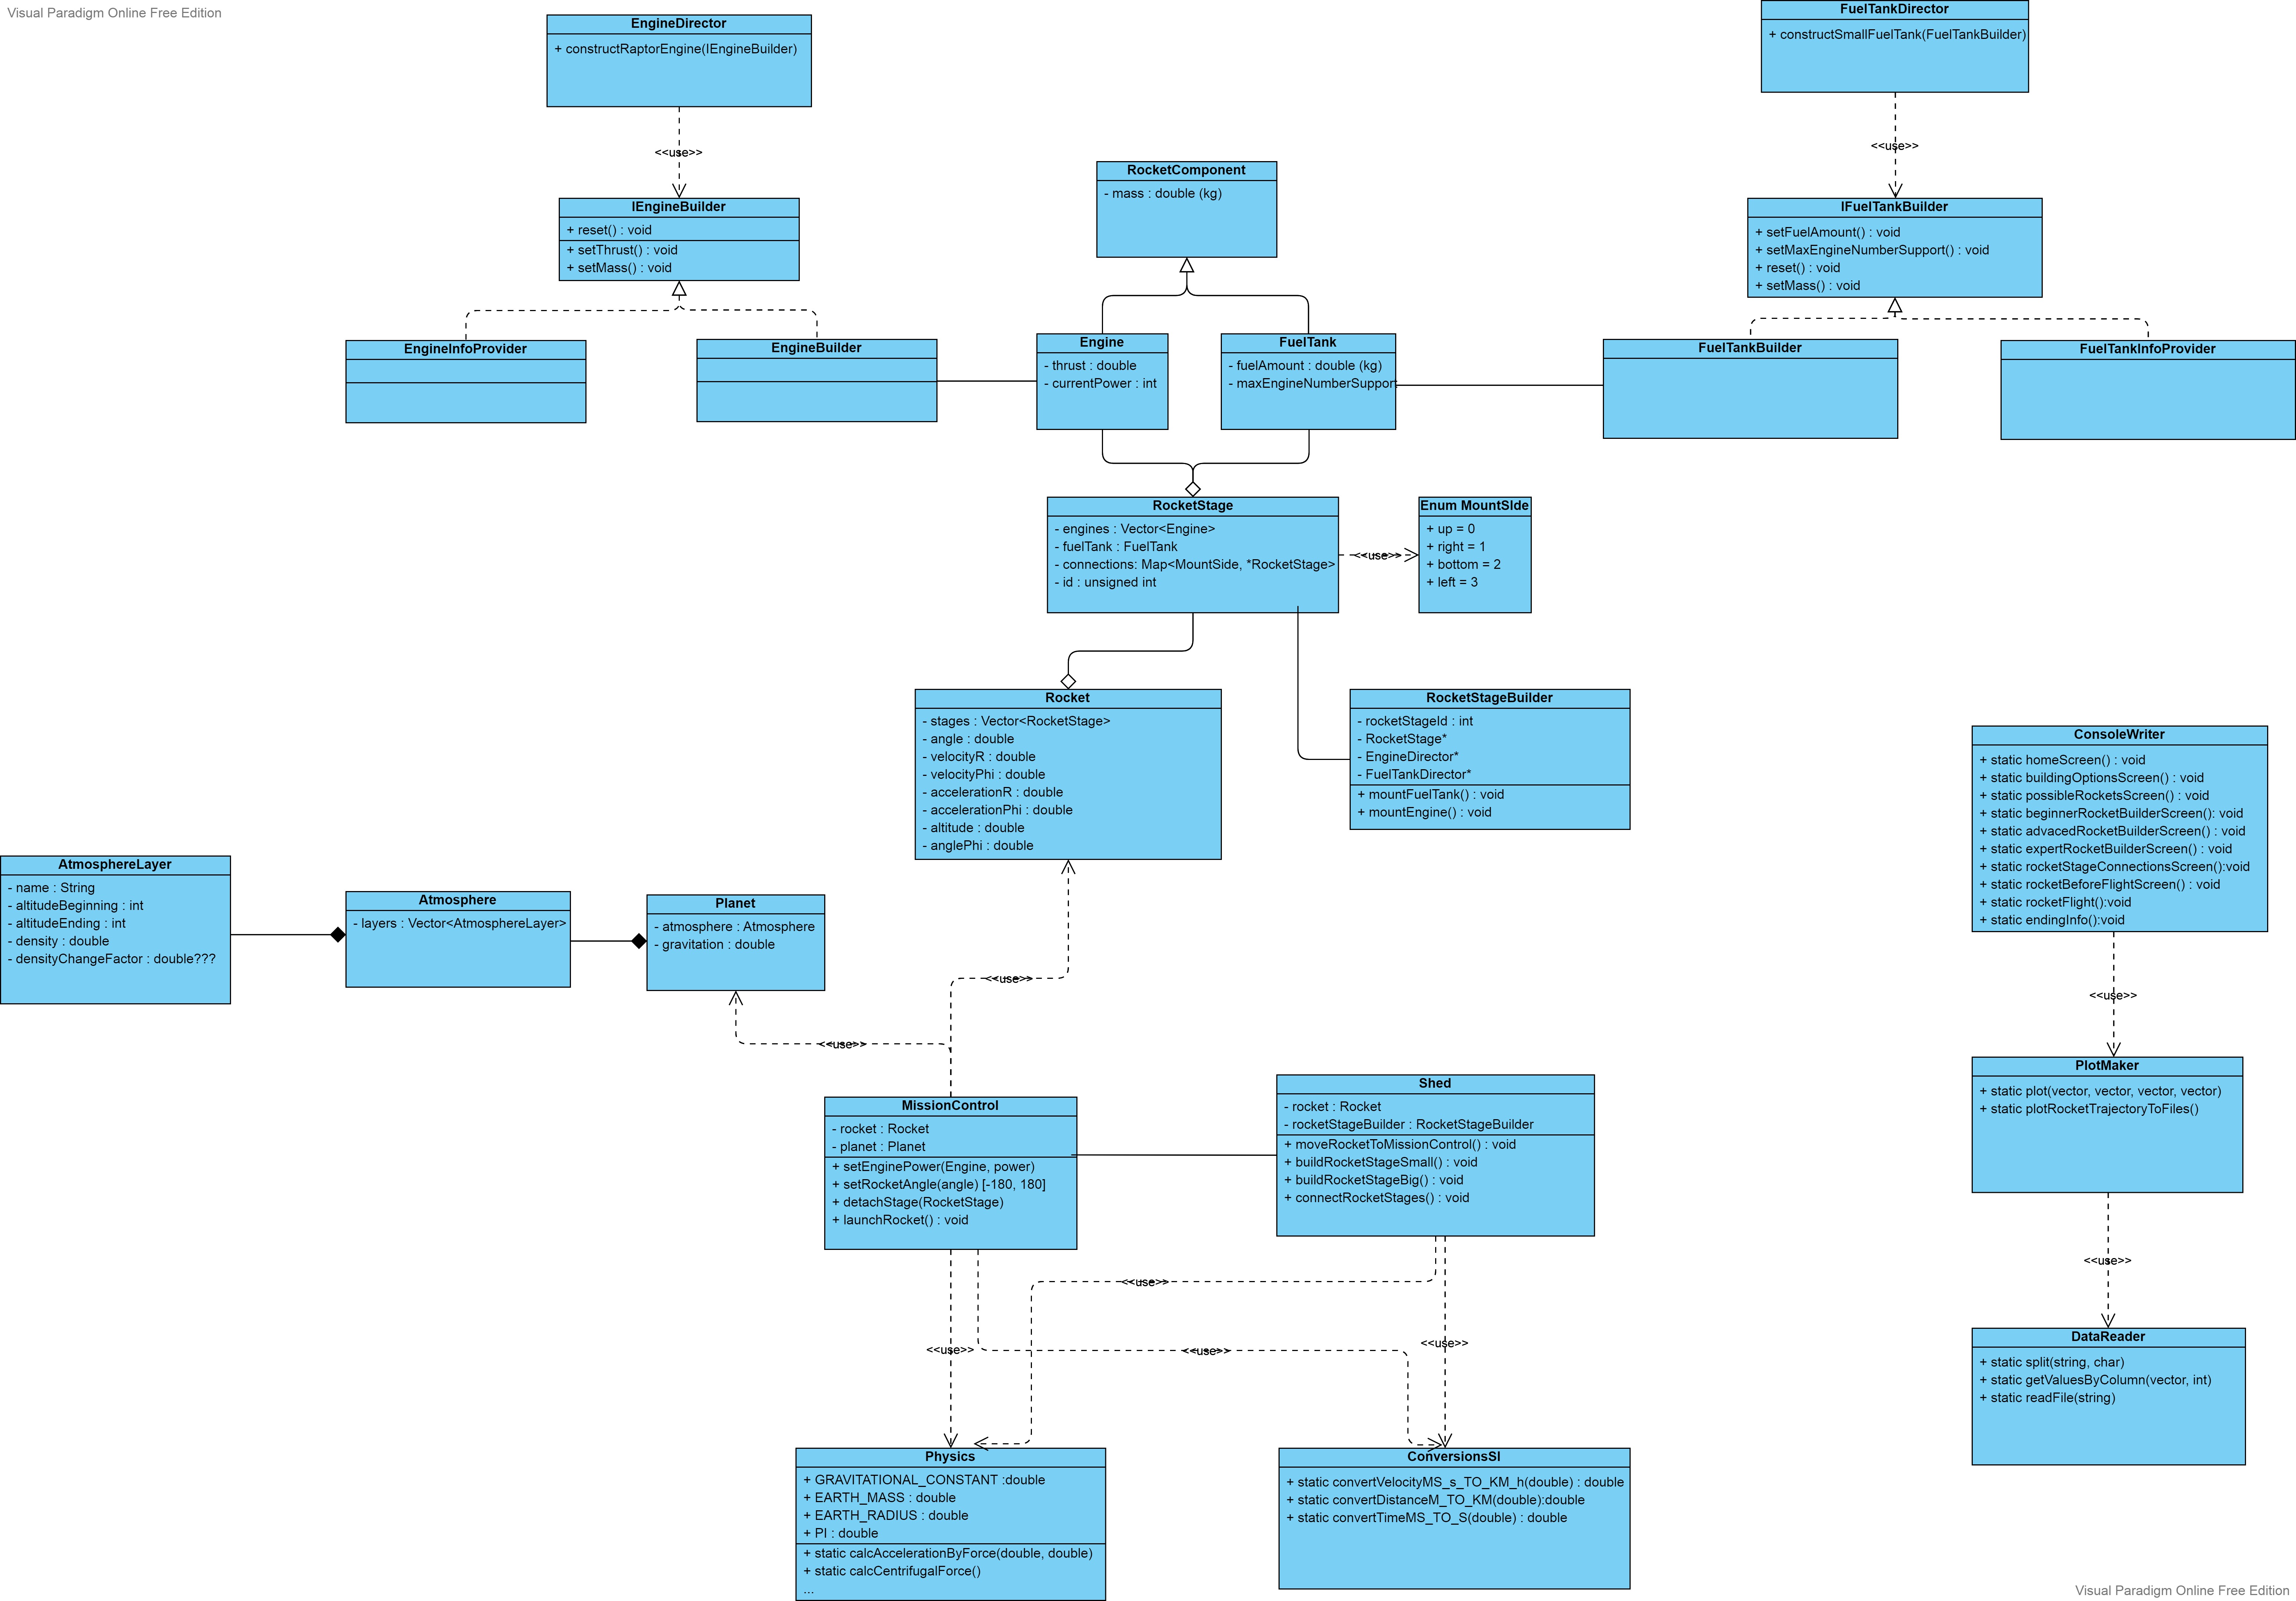 Visual Paradigm Online Free Edition
EngineDirector
+ constructRaptorEngine(IEngineBuilder)
<<use>>
FuelTankDirector
+ constructSmallFuelTank(FuelTankBuilder)
<<use>>
IEngineBuilder
+ reset() : void
+ setThrust() : void
+ setMass() : void
RocketComponent
- mass : double (kg)
IFuelTankBuilder
+ setFuelAmount() : void
+ setMaxEngineNumberSupport() : void
+ reset() : void
+ setMass() : void
EngineInfoProvider
EngineBuilder
Engine
- thrust : double
- currentPower : int
FuelTank
- fuelAmount : double (kg)
- maxEngineNumberSupport
FuelTankBuilder
FuelTankInfoProvider
RocketStage
- engines : Vector<Engine>
- fuelTank : FuelTank
- connections: Map<MountSide, *RocketStage>
- id : unsigned int
<<use>>
Enum MountSIde
+ up = 0
+ right = 1
+ bottom = 2
+ left = 3
Rocket
- stages : Vector<RocketStage>
- angle : double
- velocityR : double
- velocityPhi : double
- accelerationR : double
- accelerationPhi : double
- altitude : double
- anglePhi : double
RocketStageBuilder
- rocketStageId : int
- RocketStage*
- EngineDirector*
- FuelTankDirector*
+ mountFuelTank() : void
+ mountEngine() : void
ConsoleWriter
+ static homeScreen() : void
+ static buildingOptionsScreen() : void
+ static possibleRocketsScreen() : void
+ static beginnerRocketBuilderScreen(): void
+ static advacedRocketBuilderScreen() : void
+ static expertRocketBuilderScreen() : void
+ static rocketStageConnectionsScreen():void
+ static rocketBeforeFlightScreen() : void
+ static rocketFlight():void
+ static endingInfo():void
AtmosphereLayer
- name : String
- altitudeBeginning : int
- altitudeEnding : int
- density : double
- densityChangeFactor : double???
Atmosphere
- layers : Vector<AtmosphereLayer>
Planet
- atmosphere : Atmosphere
- gravitation : double
<<use>>
<<use>>
<<use>>
MissionControl
- rocket : Rocket
- planet : Planet
+ setEnginePower(Engine, power)
+ setRocketAngle(angle) [-180, 180]
+ detachStage(RocketStage)
+ launchRocket() : void
Shed
- rocket : Rocket
- rocketStageBuilder : RocketStageBuilder
+ moveRocketToMissionControl() : void
+ buildRocketStageSmall() : void
+ buildRocketStageBig() : void
+ connectRocketStages() : void
PlotMaker
+ static plot(vector, vector, vector, vector)
+ static plotRocketTrajectoryToFiles()
<<use>>
<<use>>
<<use>>
<<use>>
<<use>>
DataReader
+ static split(string, char)
+ static getValuesByColumn(vector, int)
+ static readFile(string)
Physics
+ GRAVITATIONAL_CONSTANT :double
+ EARTH_MASS : double
+ EARTH_RADIUS : double
+ PI : double
+ static calcAccelerationByForce(double, double)
+ static calcCentrifugalForce()
...
ConversionsSI
+ static convertVelocityMS_s_TO_KM_h(double) : double
+ static convertDistanceM_TO_KM(double):double
+ static convertTimeMS_TO_S(double) : double
Visual Paradigm Online Free Edition